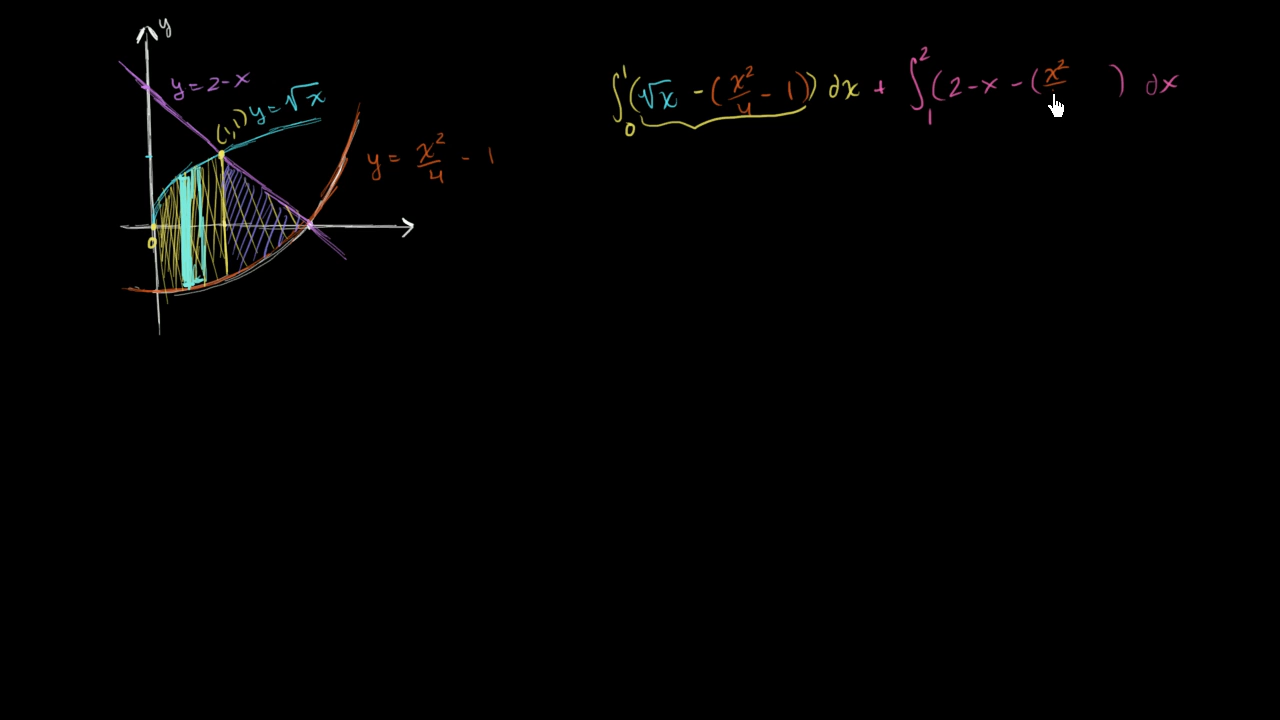 y
y = 2 - x
y = √x
(1,1)
y = x²/4 - 1
0
∫₀¹ (√x - (x²/4 - 1)) dx + ∫₁² (2 - x - (x²/ ) dx